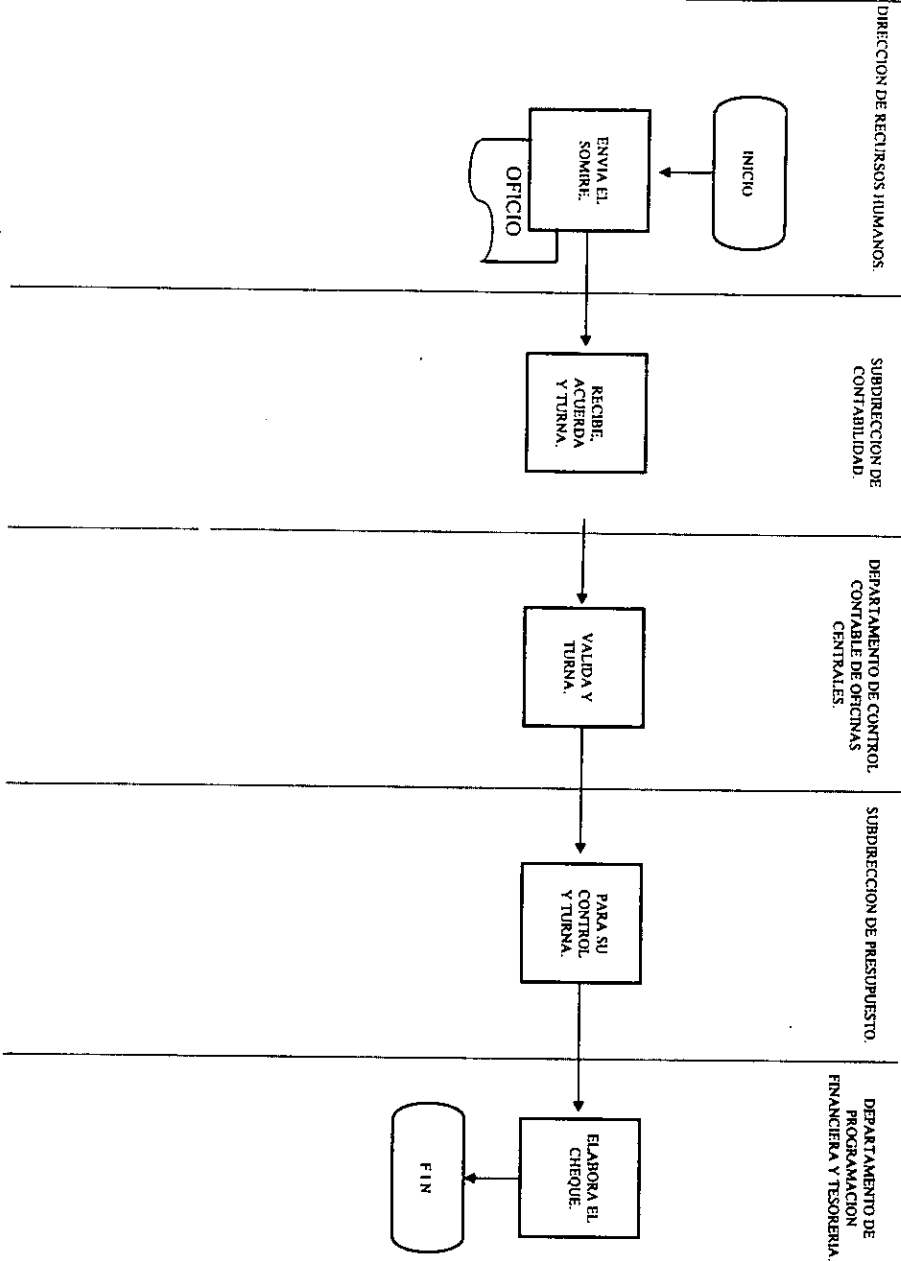 DIRECCION DE RECURSOS HUMANOS.
INICIO
ENVIA EL
SOMIRE.
OFICIO
SUBDIRECCION DE
CONTABILIDAD.
RECIBE,
ACUERDA
Y TURNA.
DEPARTAMENTO DE CONTROL
CONTABLE DE OFICINAS
CENTRALES.
VALIDA Y
TURNA.
SUBDIRECCION DE PRESUPUESTO.
PARA SU
CONTROL
Y TURNA.
DEPARTAMENTO DE
PROGRAMACION
FINANCIERA Y TESORERIA.
ELABORA EL
CHEQUE.
FIN